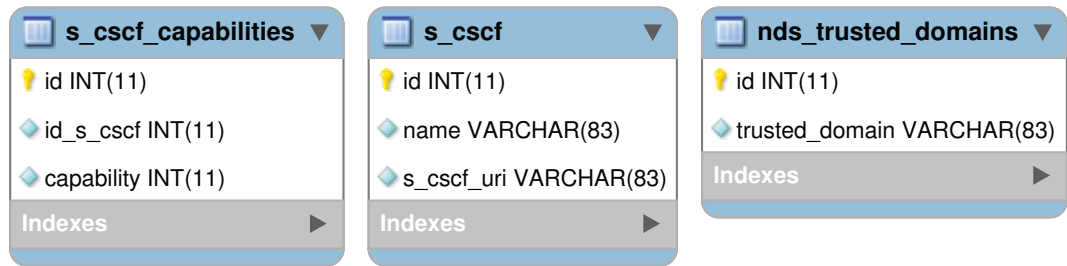 s_cscf_capabilities
id INT(11)
id_s_cscf INT(11)
capability INT(11)
Indexes
s_cscf
id INT(11)
name VARCHAR(83)
s_cscf_uri VARCHAR(83)
Indexes
nds_trusted_domains
id INT(11)
trusted_domain VARCHAR(83)
Indexes